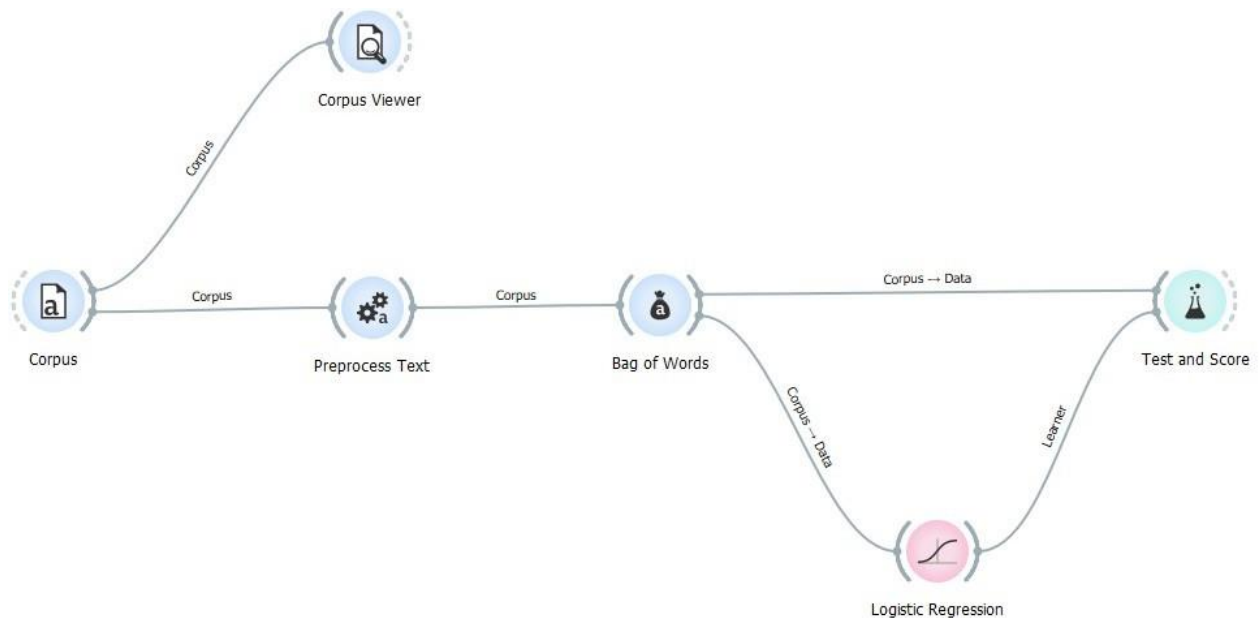 Corpus Viewer
Corpus
a
Corpus
Corpus
a
Preprocess Text
Corpus
a
Bag of Words
Corpus → Data
Corpus → Data
Learner
Test and Score
Logistic Regression